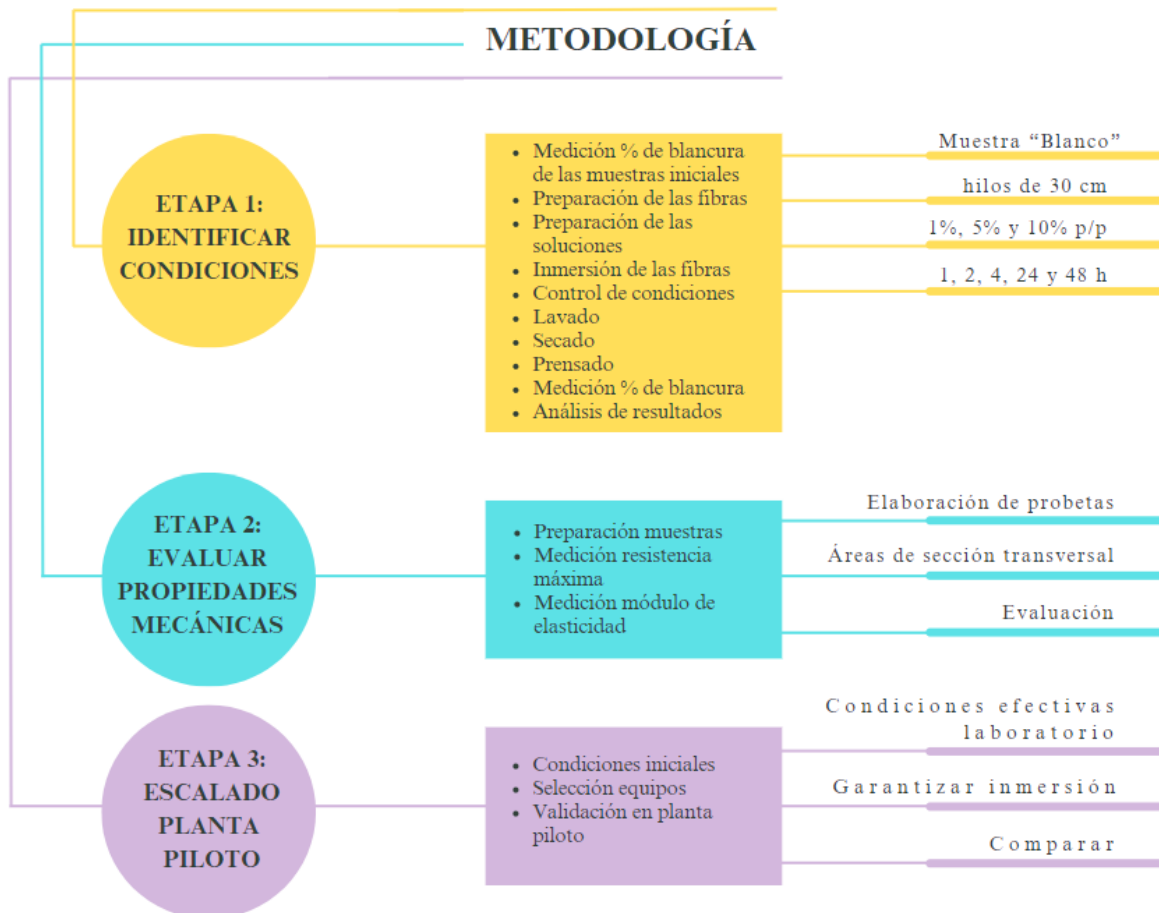 METODOLOGÍA
ETAPA 1:
IDENTIFICAR
CONDICIONES
• Medición % de blancura
de las muestras iniciales
• Preparación de las fibras
• Preparación de las
soluciones
• Inmersión de las fibras
• Control de condiciones
• Lavado
• Secado
• Prensado
• Medición % de blancura
• Análisis de resultados
Muestra “Blanco”
hilos de 30 cm
1%, 5% y 10% p/p
1, 2, 4, 24 y 48 h
ETAPA 2:
EVALUAR
PROPIEDADES
MECÁNICAS
• Preparación muestras
• Medición resistencia
máxima
• Medición módulo de
elasticidad
Elaboración de probetas
Áreas de sección transversal
Evaluación
ETAPA 3:
ESCALADO
PLANTA
PILOTO
• Condiciones iniciales
• Selección equipos
• Validación en planta
piloto
Condiciones efectivas
laboratorio
Garantizar inmersión
Comparar